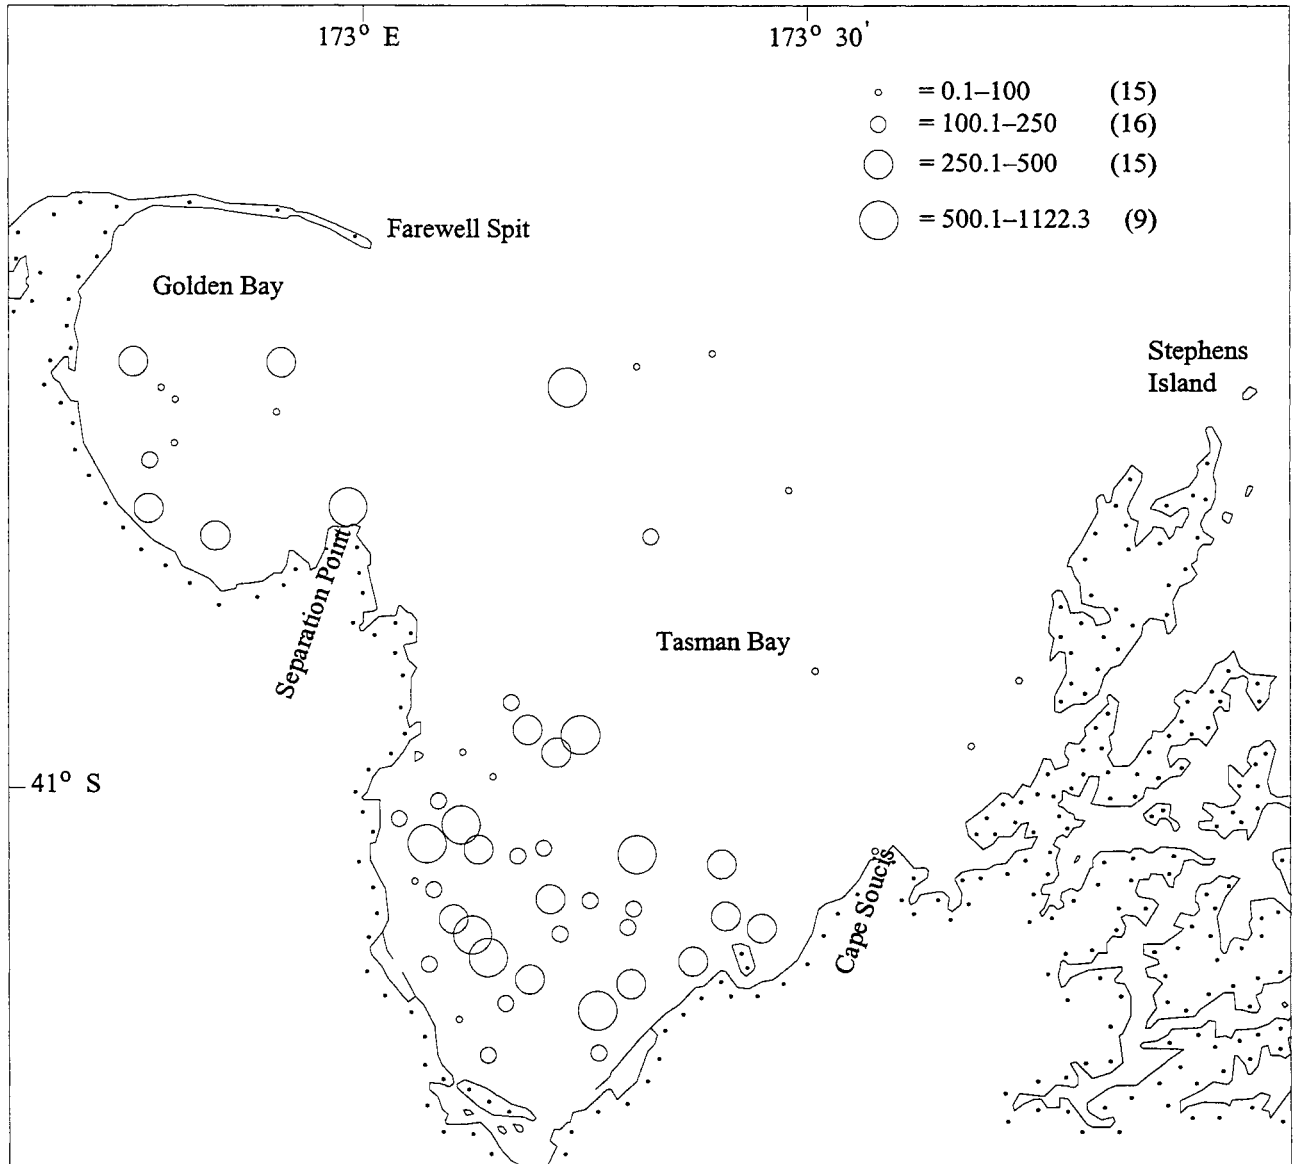 173° E
173° 30'
= 0.1–100 (15)
= 100.1–250 (16)
= 250.1–500 (15)
= 500.1–1122.3 (9)
Farewell Spit
Golden Bay
Stephens
Island
Separation Point
Tasman Bay
41° S
Cape Soucis